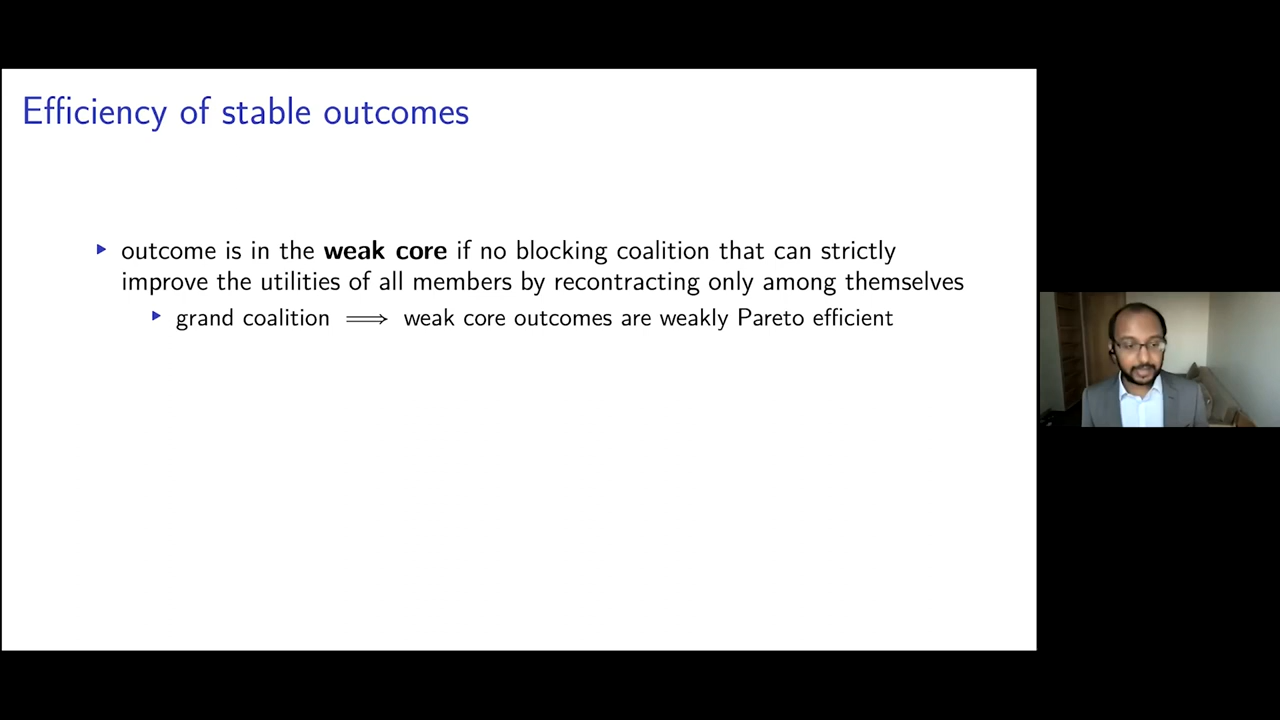 Efficiency of stable outcomes
▶ outcome is in the weak core if no blocking coalition that can strictly
improve the utilities of all members by recontracting only among themselves
▶ grand coalition ⟹ weak core outcomes are weakly Pareto efficient